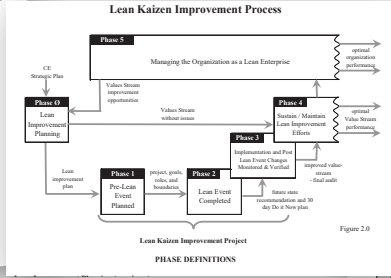 Lean Kaizen Improvement Process
Phase 5
Managing the Organization as a Lean Enterprise
optimal
organization
performance
CE
Strategic Plan
Values Stream
improvement
opportunities
Phase Ø
Lean
Improvement
Planning
Values Stream
without issues
Phase 4
Sustain / Maintain
Lean Improvement
Efforts
optimal
Value Stream
performance
Phase 3
Implementation and Post
Lean Event Changes
Monitored & Verified
Lean
improvement
plan
Phase 1
Pre-Lean
Event
Planned
project, goals,
roles, and
boundaries
Phase 2
Lean Event
Completed
improved value-
stream
- final audit
future state
recommendation and 30
day Do it Now plan
Figure 2.0
Lean Kaizen Improvement Project
PHASE DEFINITIONS